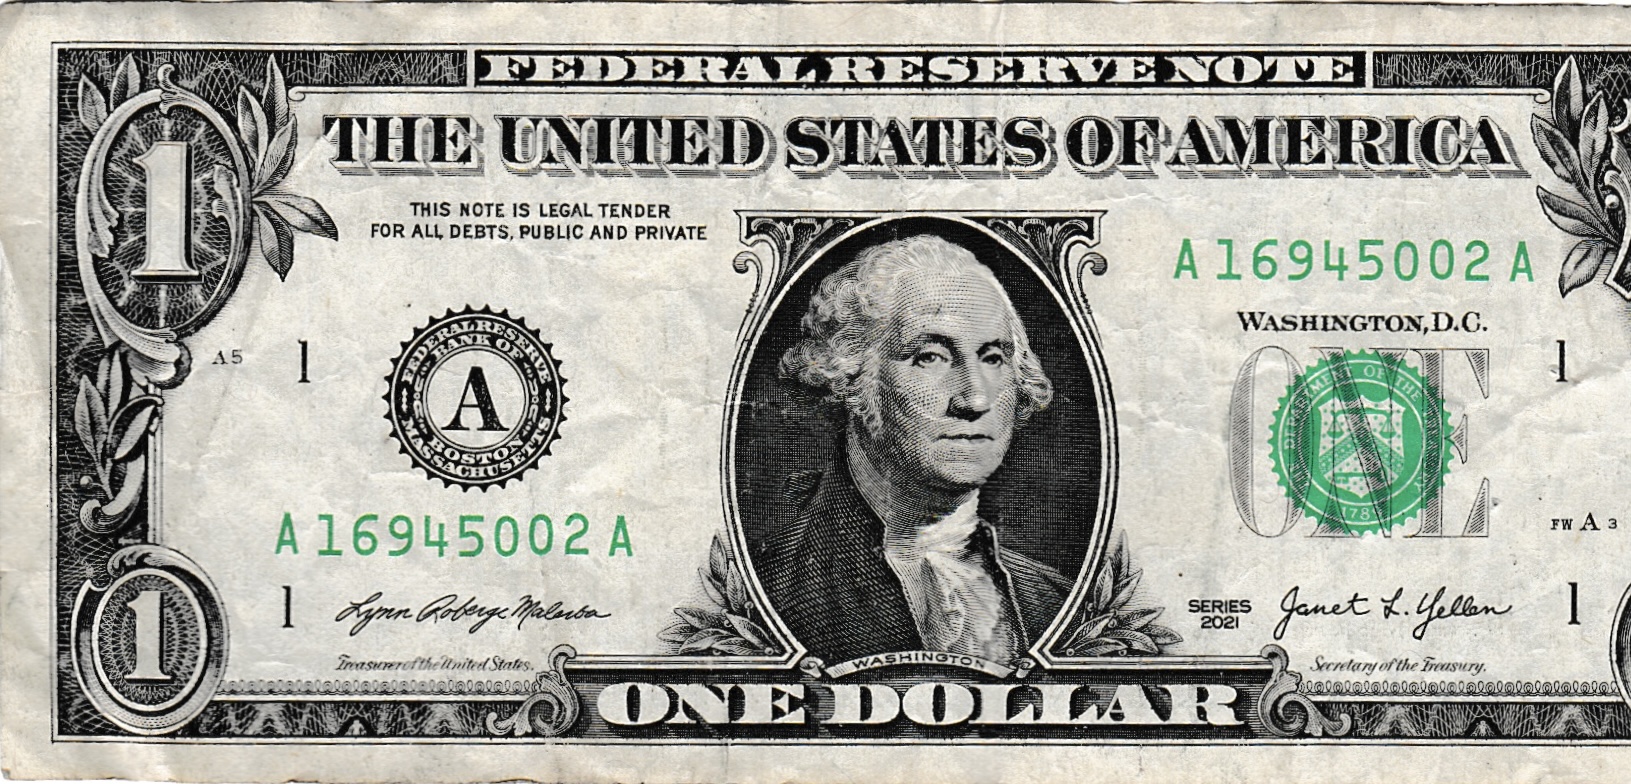 FEDERAL RESERVE NOTE
THE UNITED STATES OF AMERICA
1
THIS NOTE IS LEGAL TENDER
FOR ALL DEBTS, PUBLIC AND PRIVATE
A 16945002 A
WASHINGTON, D.C.
A5
1
FEDERAL RESERVE
BANK OF
A
BOSTON
MASSACHUSETTS
ONE
DEPARTMENT OF THE
1789
1
FW A 3
A 16945002 A
1
Lynn Roberge Malerba
Treasurer of the United States.
SERIES
2021
Janet L. Yellen
1
Secretary of the Treasury.
1
WASHINGTON
ONE DOLLAR